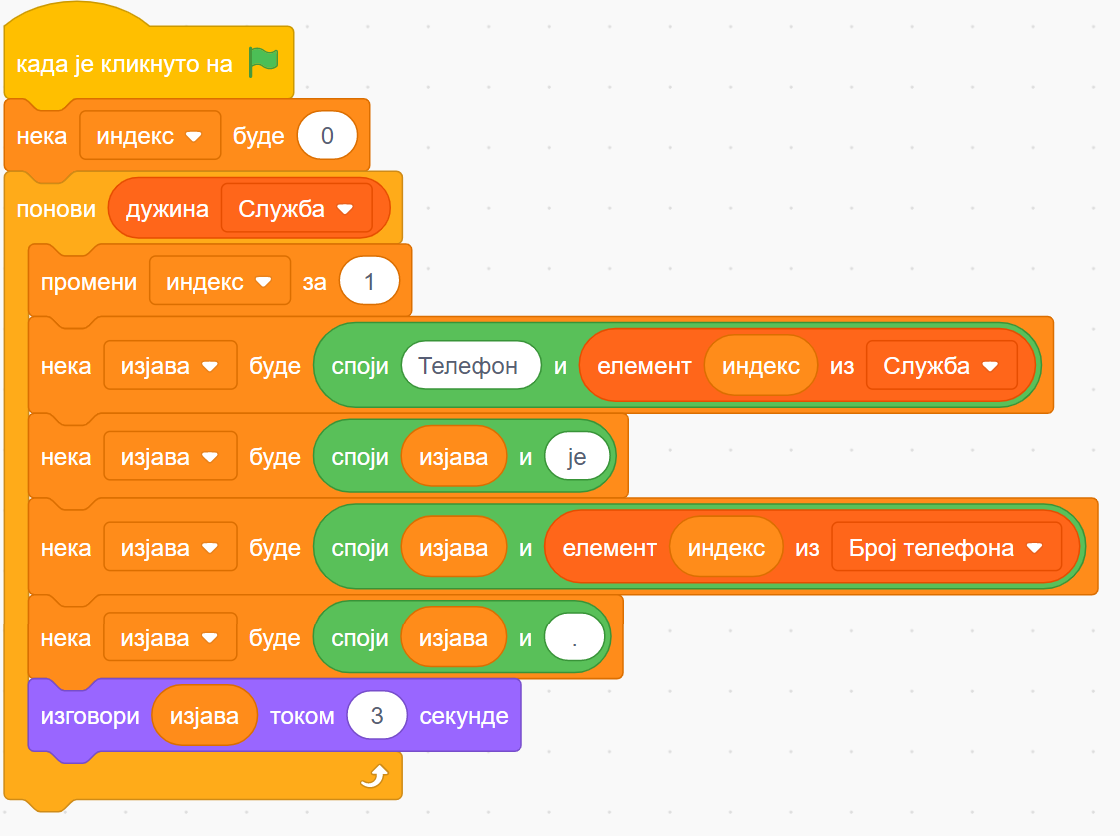 када је кликнуто на
нека индекс буде 0
понови дужина Служба
промени индекс за 1
нека изјава буде споји Телефон и елемент индекс из Служба
нека изјава буде споји изјава и је
нека изјава буде споји изјава и елемент индекс из Број телефона
нека изјава буде споји изјава и .
изговори изјава током 3 секунде